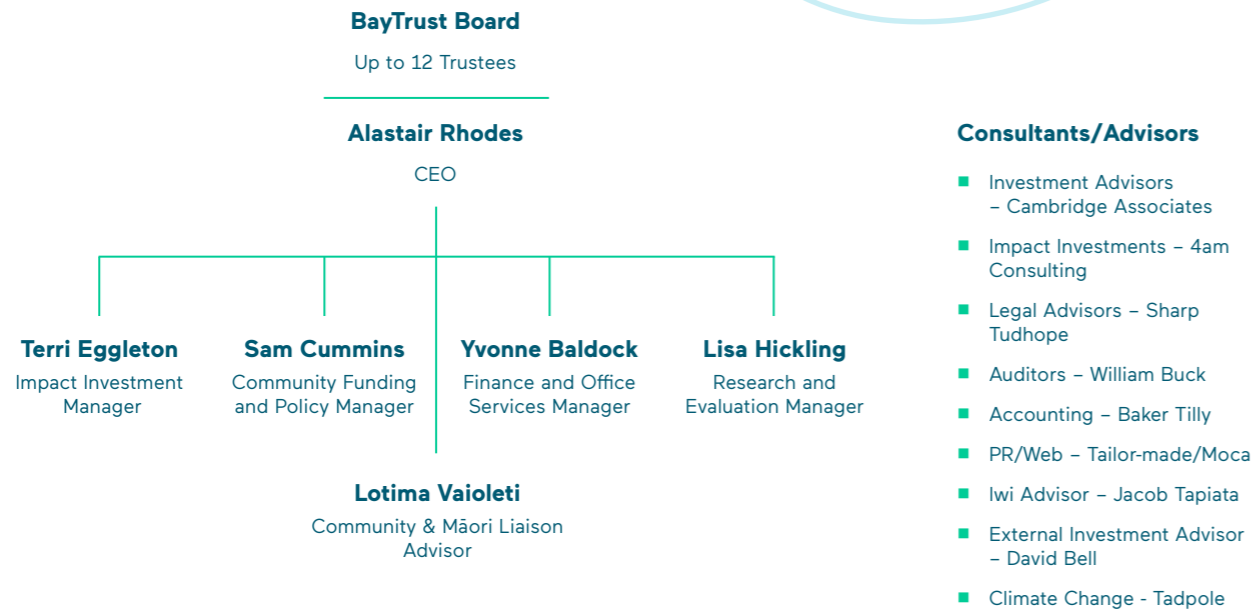 BayTrust Board
Up to 12 Trustees
Alastair Rhodes
CEO
Terri Eggleton
Impact Investment
Manager
Sam Cummins
Community Funding
and Policy Manager
Yvonne Baldock
Finance and Office
Services Manager
Lisa Hickling
Research and
Evaluation Manager
Lotima Vaioleti
Community & Māori Liaison
Advisor
Consultants/Advisors
Investment Advisors
– Cambridge Associates
Impact Investments – 4am
Consulting
Legal Advisors – Sharp
Tudhope
Auditors – William Buck
Accounting – Baker Tilly
PR/Web – Tailor-made/Moca
Iwi Advisor – Jacob Tapiata
External Investment Advisor
– David Bell
Climate Change - Tadpole